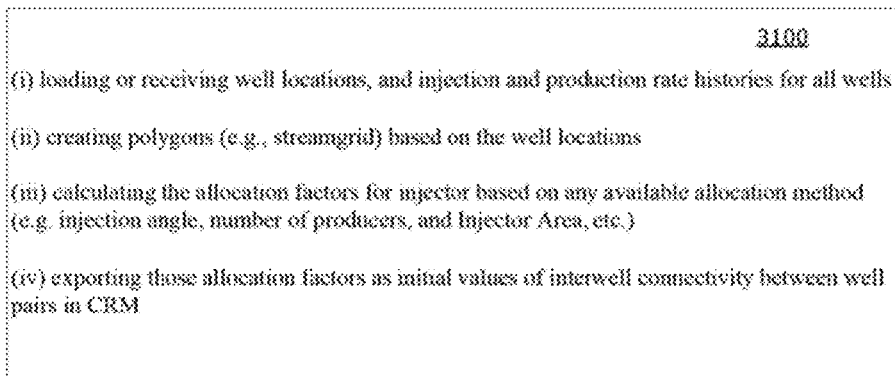 3100
(i) loading or receiving well locations, and injection and production rate histories for all wells
(ii) creating polygons (e.g., streamgrid) based on the well locations
(iii) calculating the allocation factors for injector based on any available allocation method
(e.g. injection angle, number of producers, and Injector Area, etc.)
(iv) exporting those allocation factors as initial values of interwell connectivity between well
pairs in CRM